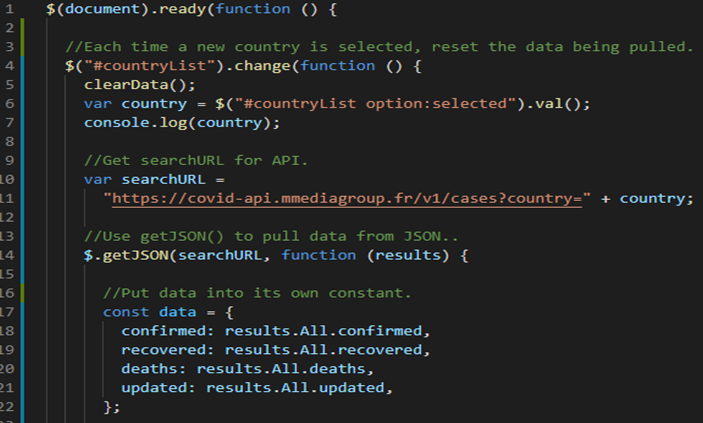 1 $(document).ready(function () {
2
3 //Each time a new country is selected, reset the data being pulled.
4 $("#countryList").change(function () {
5 clearData();
6 var country = $("#countryList option:selected").val();
7 console.log(country);
8
9 //Get searchURL for API.
10 var searchURL =
11 "https://covid-api.mmediagroup.fr/v1/cases?country=" + country;
12
13 //Use getJSON() to pull data from JSON..
14 $.getJSON(searchURL, function (results) {
15
16 //Put data into its own constant.
17 const data = {
18 confirmed: results.All.confirmed,
19 recovered: results.All.recovered,
20 deaths: results.All.deaths,
21 updated: results.All.updated,
22 };